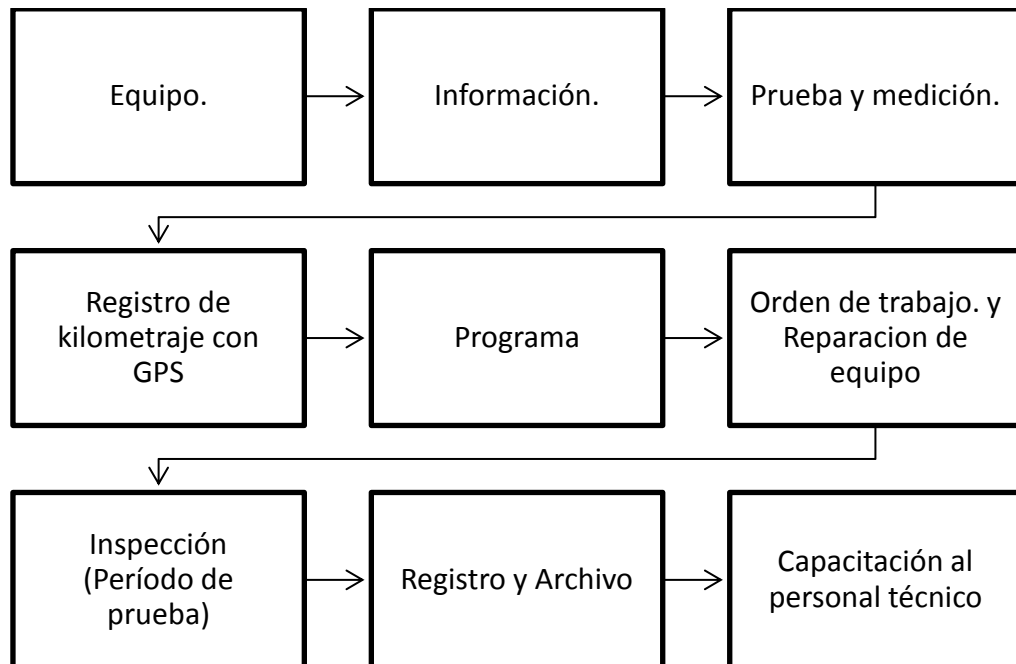 Equipo.
Información.
Prueba y medición.
Registro de
kilometraje con
GPS
Programa
Orden de trabajo. y
Reparacion de
equipo
Inspección
(Período de
prueba)
Registro y Archivo
Capacitación al
personal técnico